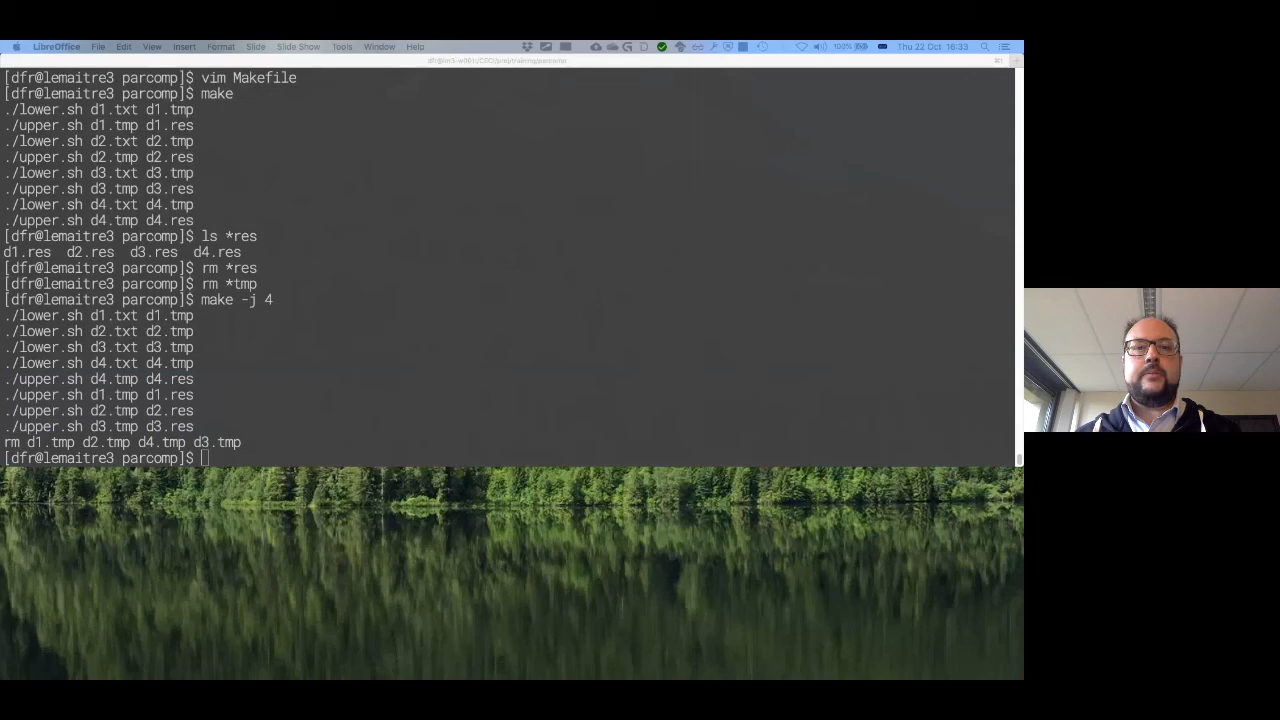 LibreOffice File Edit View Insert Format Slide Slide Show Tools Window Help 100% Thu 22 Oct 16:33
[dfr@lemaitre3 parcomp]$ vim Makefile
[dfr@lemaitre3 parcomp]$ make
./lower.sh d1.txt d1.tmp
./upper.sh d1.tmp d1.res
./lower.sh d2.txt d2.tmp
./upper.sh d2.tmp d2.res
./lower.sh d3.txt d3.tmp
./upper.sh d3.tmp d3.res
./lower.sh d4.txt d4.tmp
./upper.sh d4.tmp d4.res
[dfr@lemaitre3 parcomp]$ ls *res
d1.res  d2.res  d3.res  d4.res
[dfr@lemaitre3 parcomp]$ rm *res
[dfr@lemaitre3 parcomp]$ rm *tmp
[dfr@lemaitre3 parcomp]$ make -j 4
./lower.sh d1.txt d1.tmp
./lower.sh d2.txt d2.tmp
./lower.sh d3.txt d3.tmp
./lower.sh d4.txt d4.tmp
./upper.sh d4.tmp d4.res
./upper.sh d1.tmp d1.res
./upper.sh d2.tmp d2.res
./upper.sh d3.tmp d3.res
rm d1.tmp d2.tmp d4.tmp d3.tmp
[dfr@lemaitre3 parcomp]$